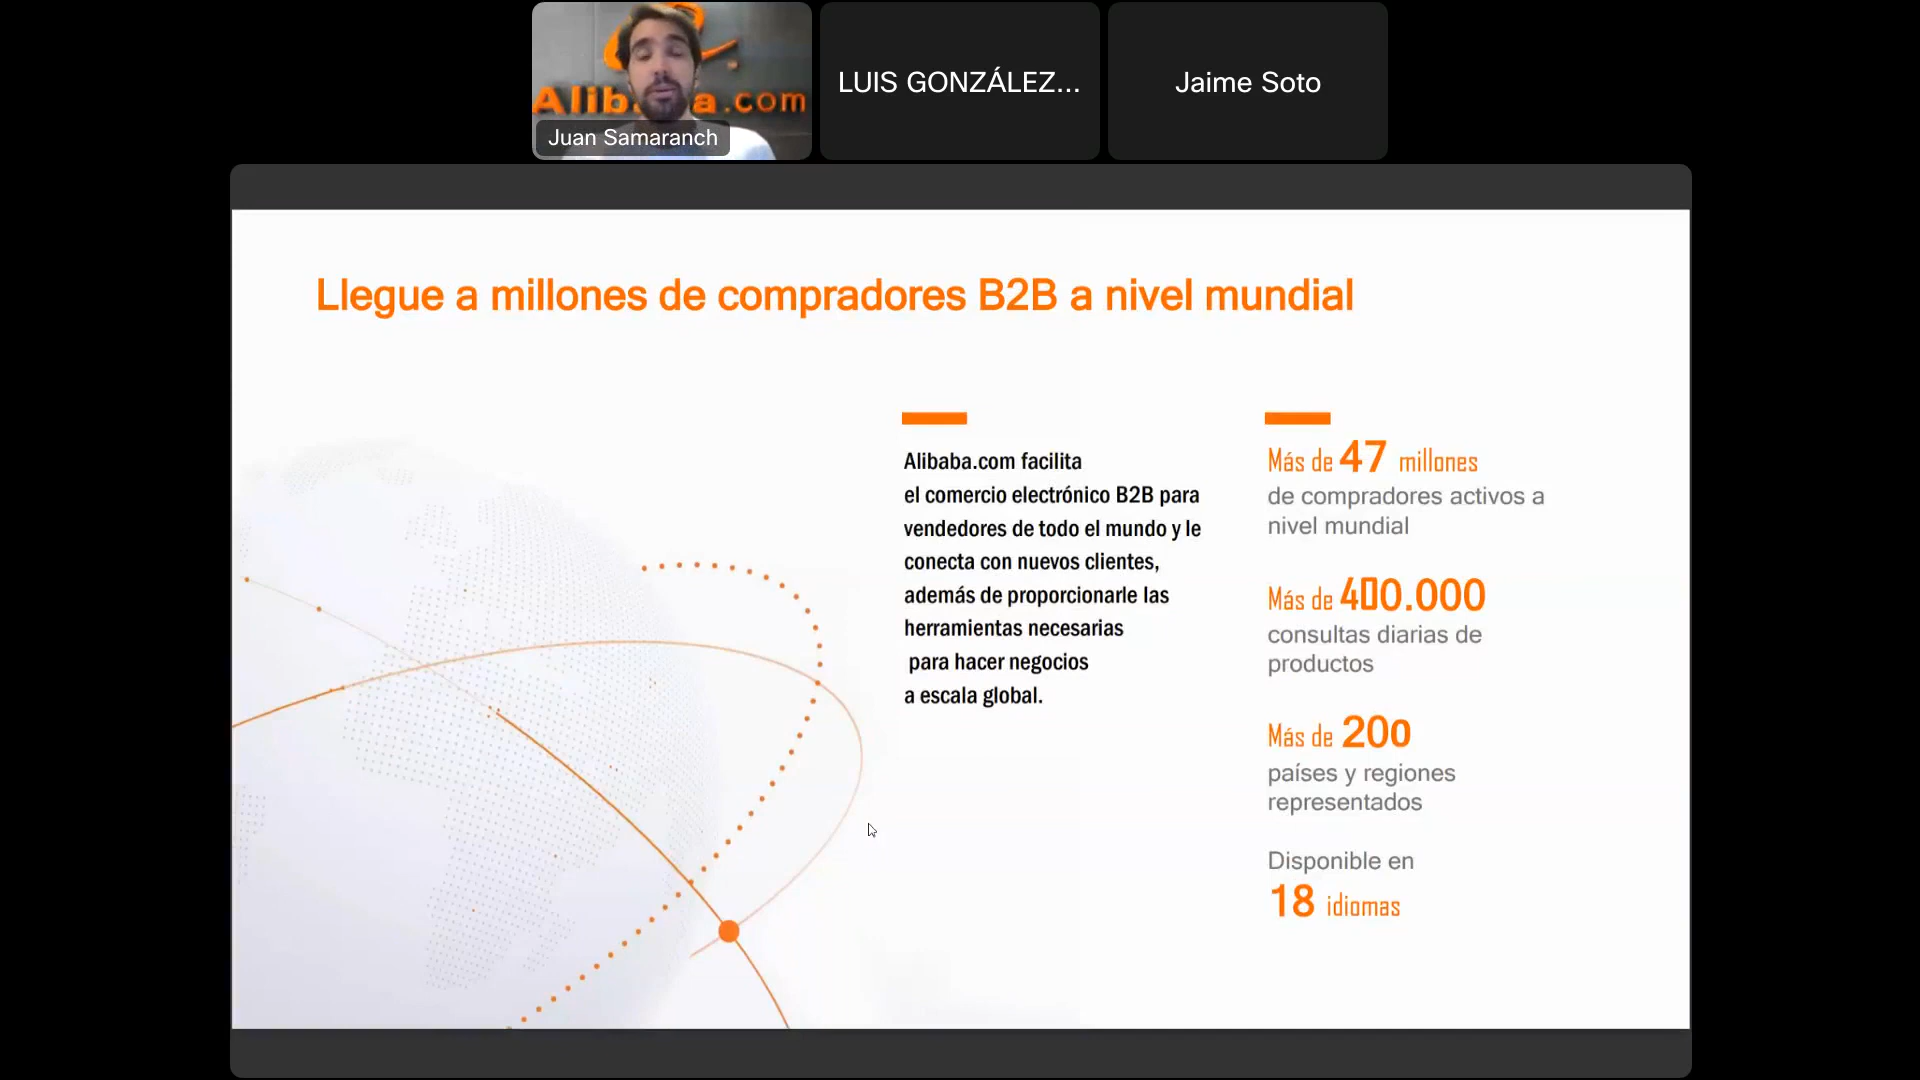 Alibaba.com
Juan Samaranch
LUIS GONZÁLEZ...
Jaime Soto
Llegue a millones de compradores B2B a nivel mundial
Alibaba.com facilita
el comercio electrónico B2B para
vendedores de todo el mundo y le
conecta con nuevos clientes,
además de proporcionarle las
herramientas necesarias
para hacer negocios
a escala global.
Más de 47 millones
de compradores activos a
nivel mundial
Más de 400.000
consultas diarias de
productos
Más de 200
países y regiones
representados
Disponible en
18 idiomas